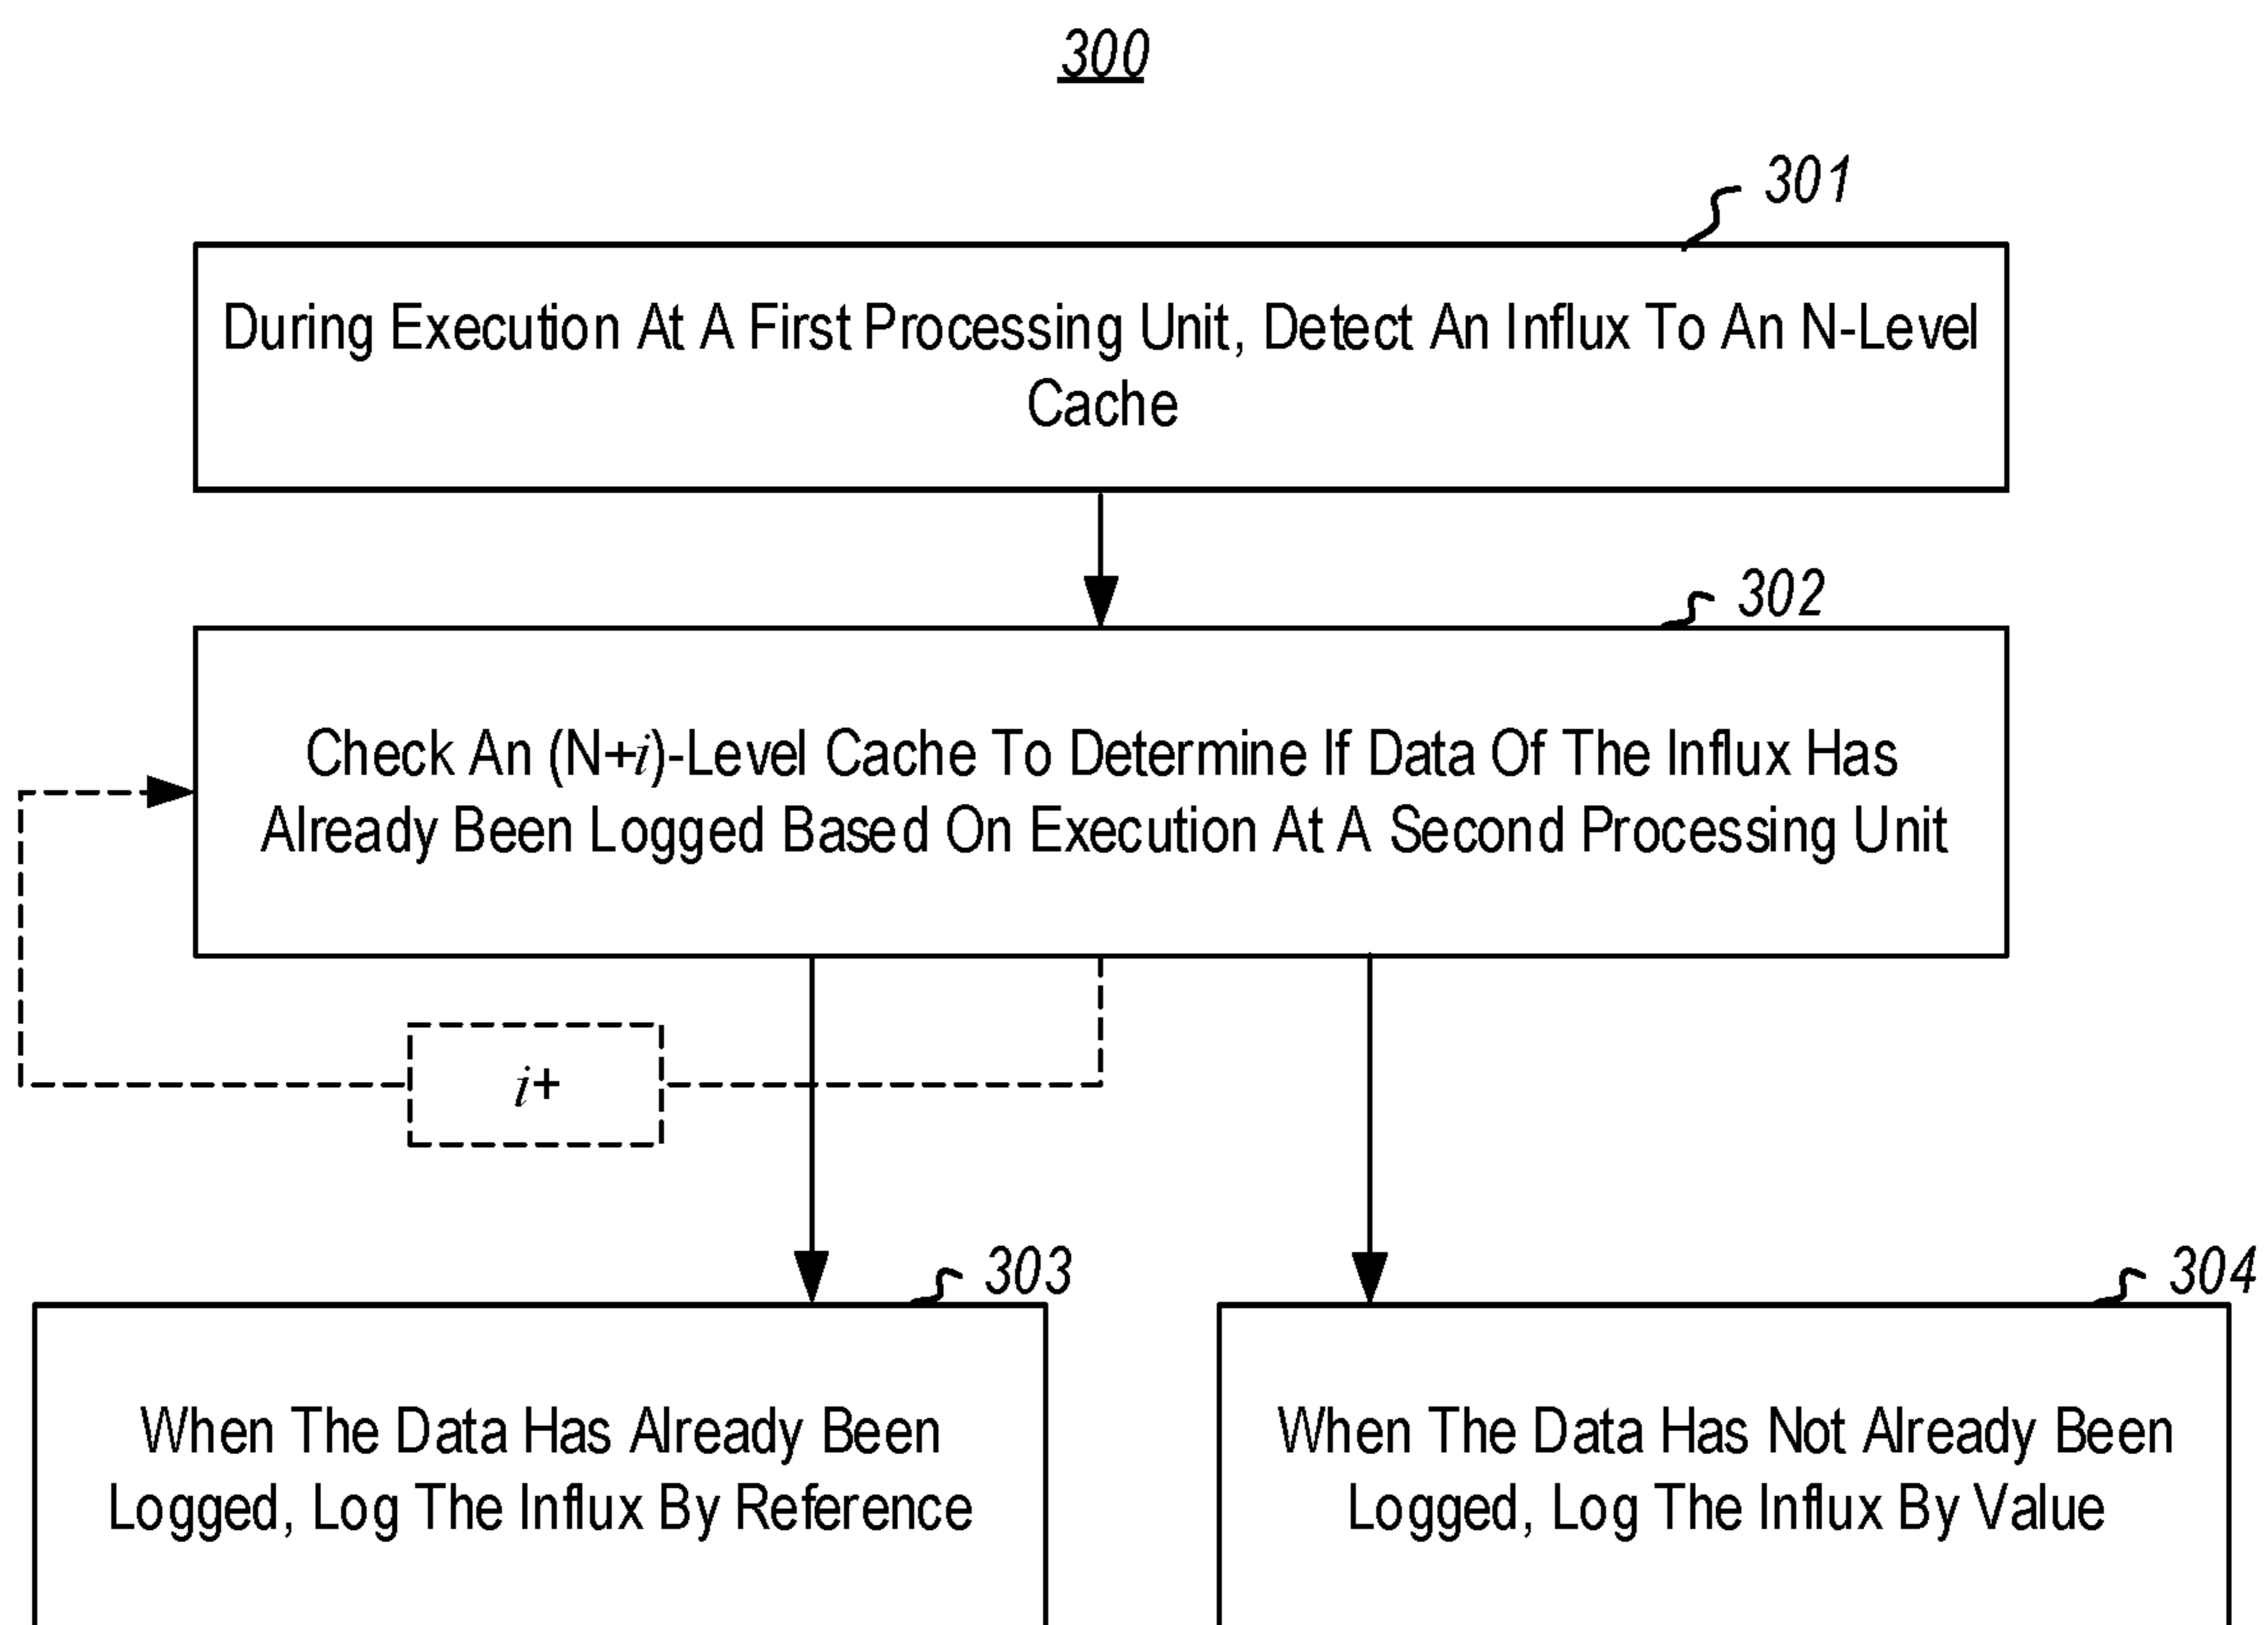 300
301
During Execution At A First Processing Unit, Detect An Influx To An N-Level
Cache
302
Check An (N+i)-Level Cache To Determine If Data Of The Influx Has
Already Been Logged Based On Execution At A Second Processing Unit
i+
303
When The Data Has Already Been
Logged, Log The Influx By Reference
304
When The Data Has Not Already Been
Logged, Log The Influx By Value